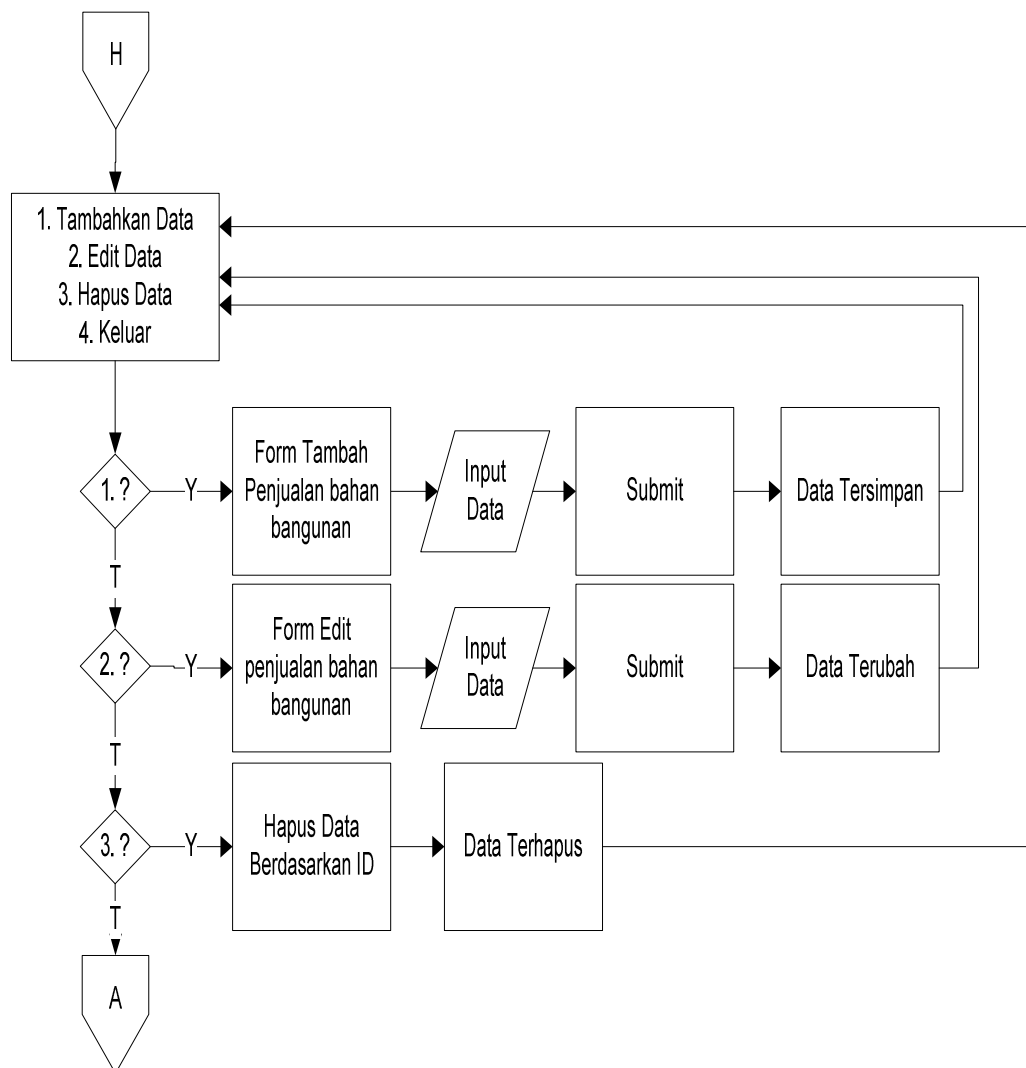 H
1. Tambahkan Data
2. Edit Data
3. Hapus Data
4. Keluar
1. ?
Y
Form Tambah
Penjualan bahan
bangunan
Input
Data
Submit
Data Tersimpan
T
2. ?
Y
Form Edit
penjualan bahan
bangunan
Input
Data
Submit
Data Terubah
T
3. ?
Y
Hapus Data
Berdasarkan ID
Data Terhapus
T
A